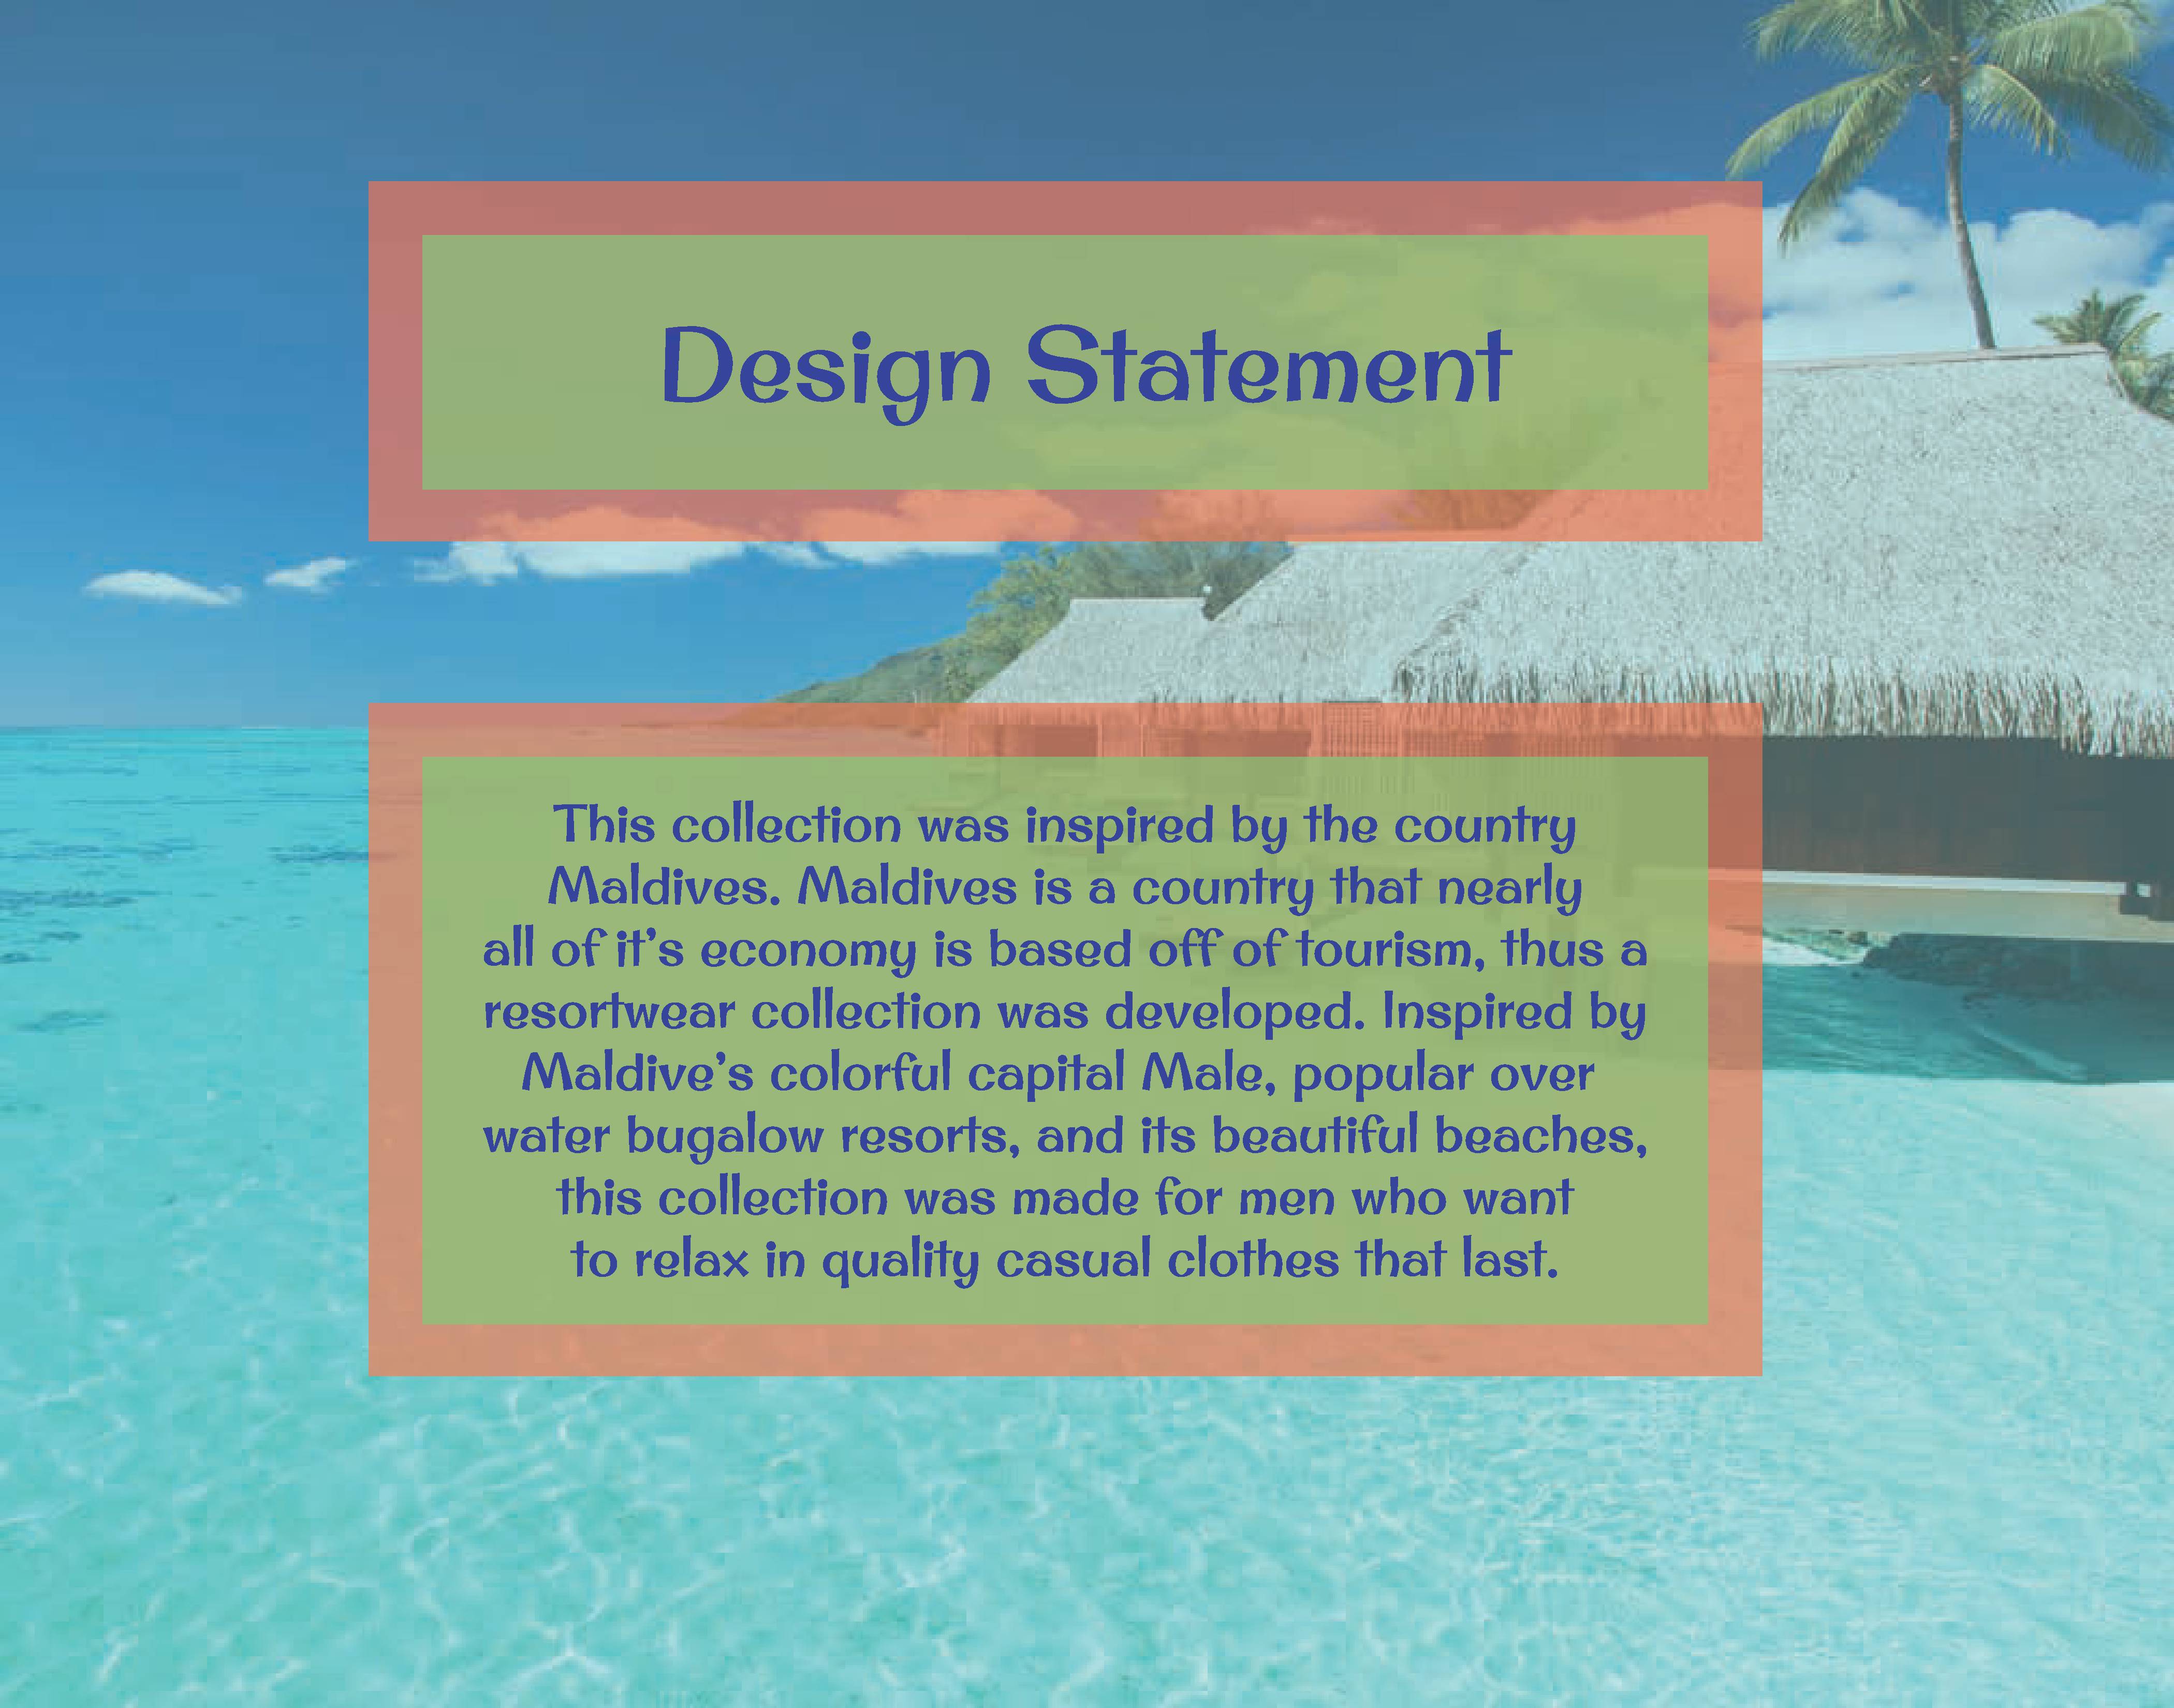 Design Statement
This collection was inspired by the country
Maldives. Maldives is a country that nearly
all of it's economy is based off of tourism, thus a
resortwear collection was developed. Inspired by
Maldive's colorful capital Male, popular over
water bugalow resorts, and its beautiful beaches,
this collection was made for men who want
to relax in quality casual clothes that last.